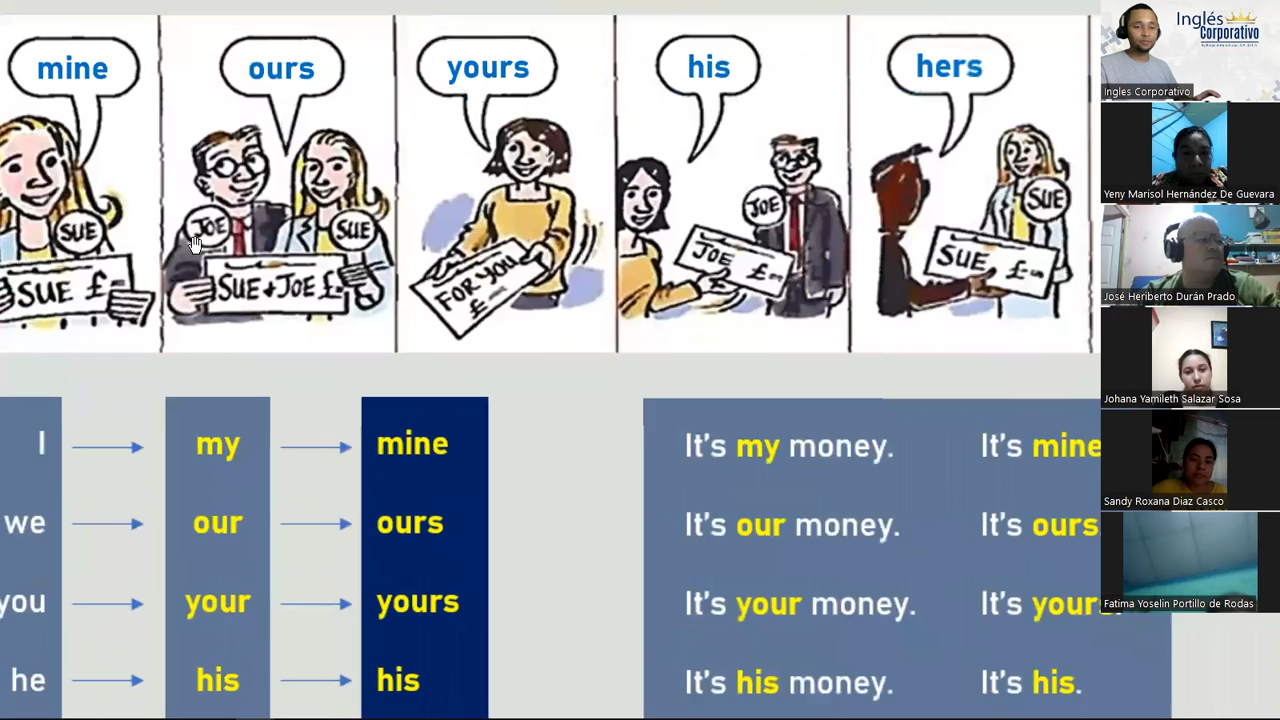 mine
ours
yours
his
hers
SUE
JOE
SUE
JOE
SUE
SUE £
SUE + JOE £
FOR YOU
£
JOE £
SUE £
I my mine
we our ours
you your yours
he his his
It's my money. It's mine
It's our money. It's ours
It's your money. It's yours.
It's his money. It's his.
Inglés
Corporativo
Ingles Corporativo
Yeny Marisol Hernández De Guevara
José Heriberto Durán Prado
Johana Yamileth Salazar Sosa
Sandy Roxana Diaz Casco
Fatima Yoselin Portillo de Rodas